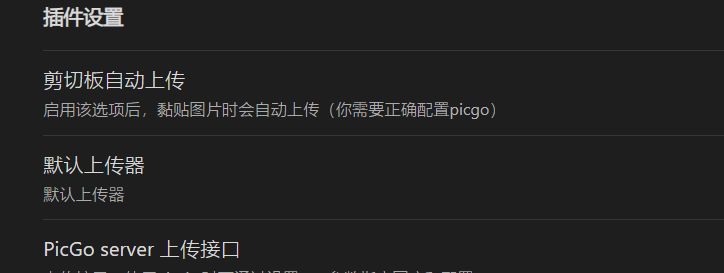 插件设置
剪切板自动上传
启用该选项后，黏贴图片时会自动上传（你需要正确配置picgo）
默认上传器
默认上传器
PicGo server 上传接口